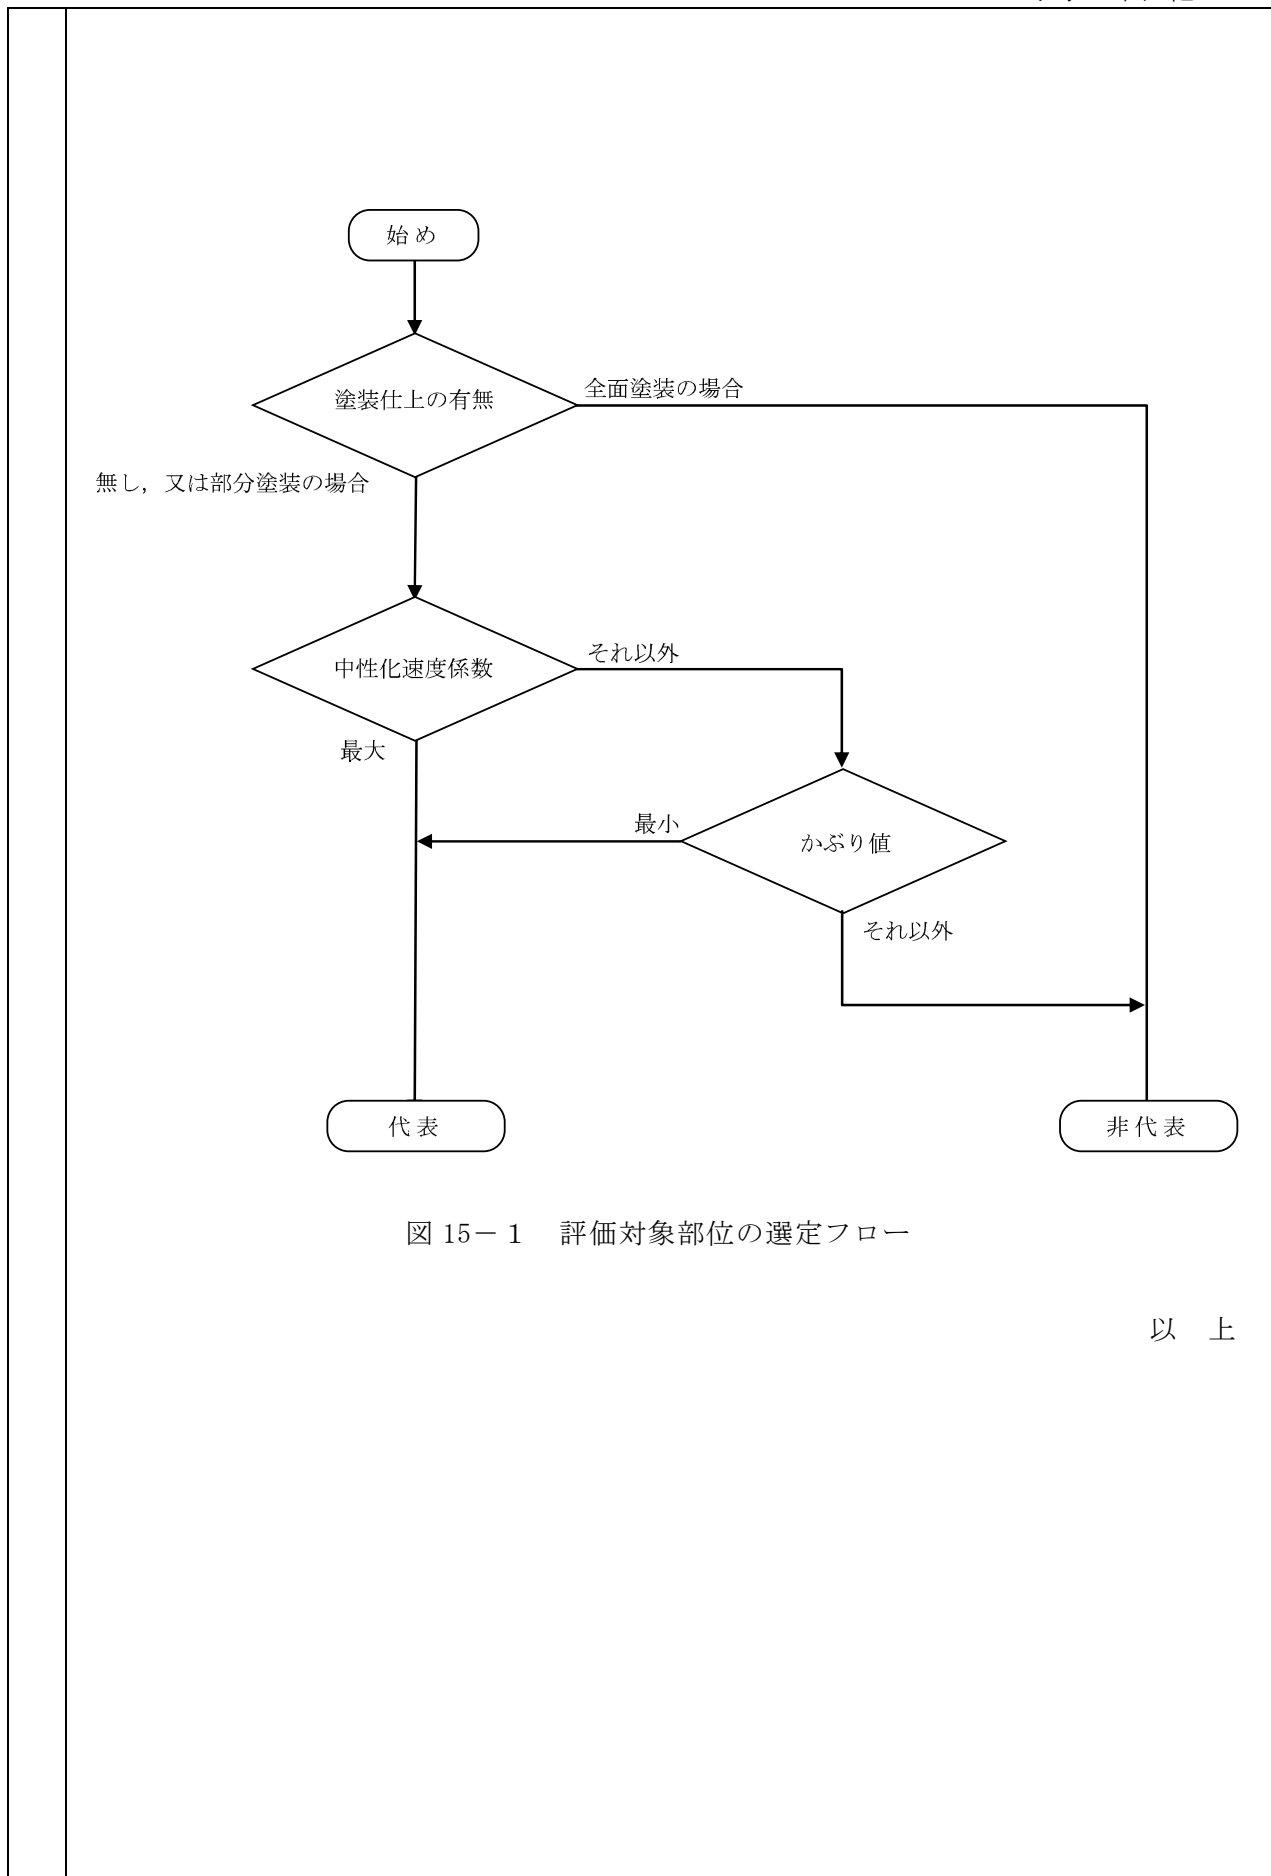 始め
塗装仕上の有無
全面塗装の場合
無し，又は部分塗装の場合
中性化速度係数
それ以外
最大
最小
かぶり値
それ以外
代表
非代表
図 15－１　評価対象部位の選定フロー
以　上